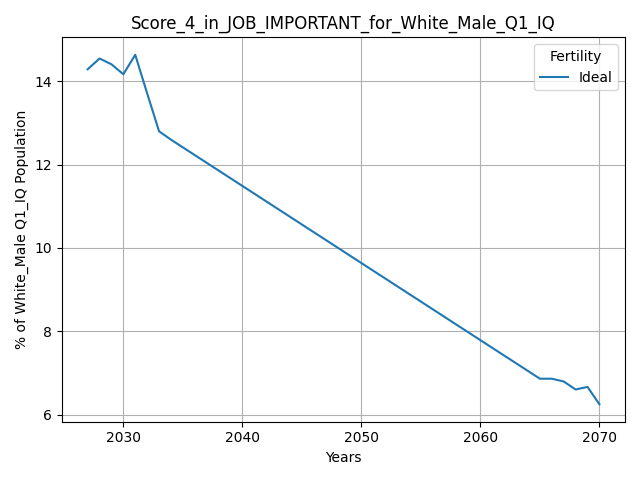 Score_4_in_JOB_IMPORTANT_for_White_Male_Q1_IQ
Fertility
Ideal
% of White_Male Q1_IQ Population
14
12
10
8
6
2030 2040 2050 2060 2070
Years